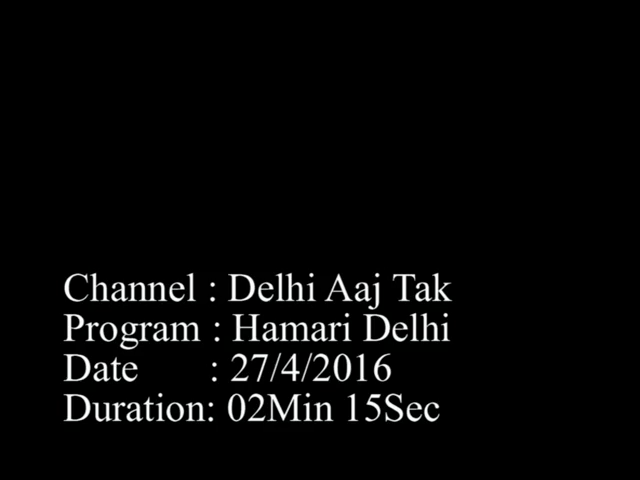 Channel : Delhi Aaj Tak
Program : Hamari Delhi
Date : 27/4/2016
Duration: 02Min 15Sec